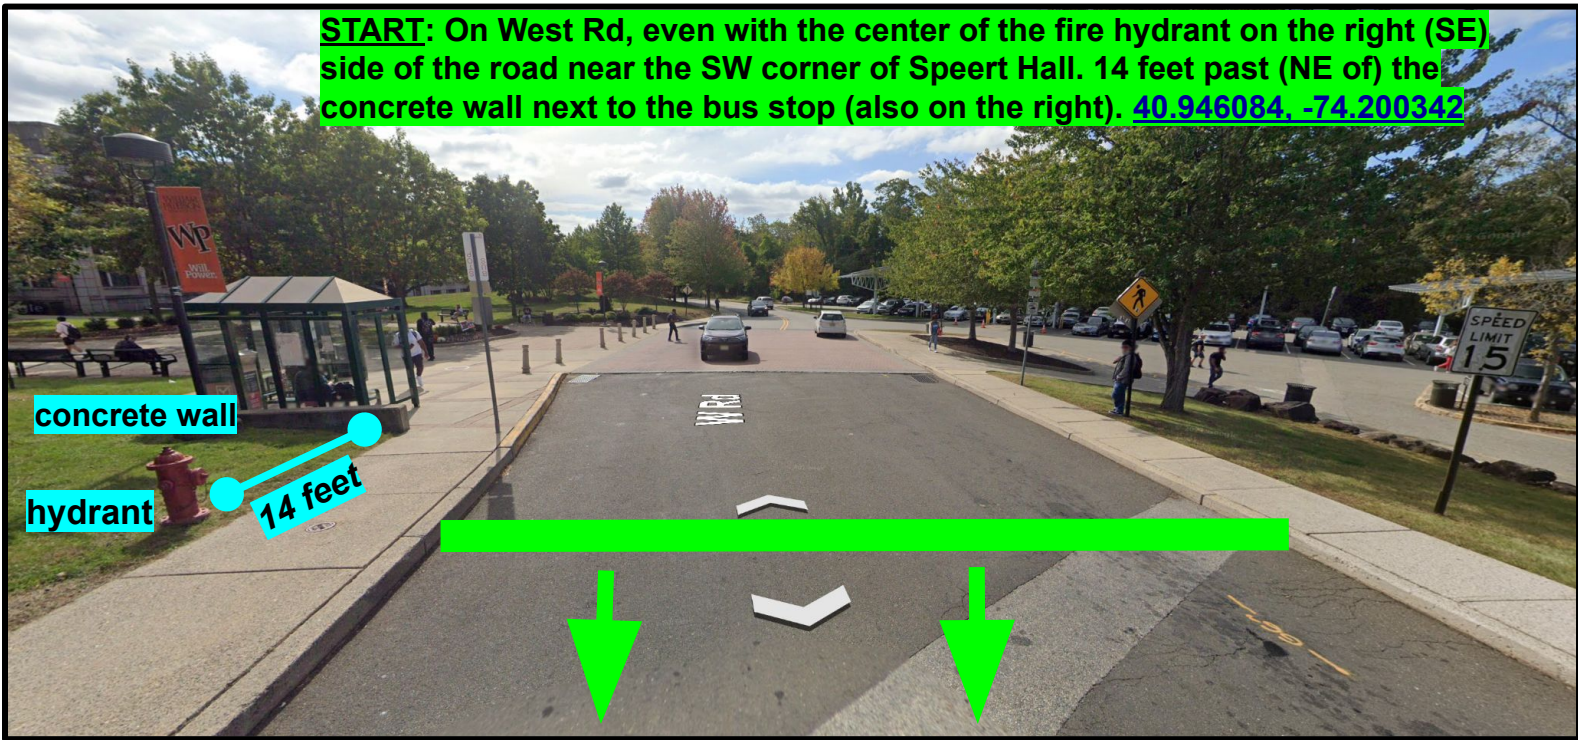 START: On West Rd, even with the center of the fire hydrant on the right (SE)
side of the road near the SW corner of Speert Hall. 14 feet past (NE of) the
concrete wall next to the bus stop (also on the right). 40.946084, -74.200342
WP
Will
Power.
SPEED
LIMIT
15
concrete wall
W Rd
14 feet
hydrant